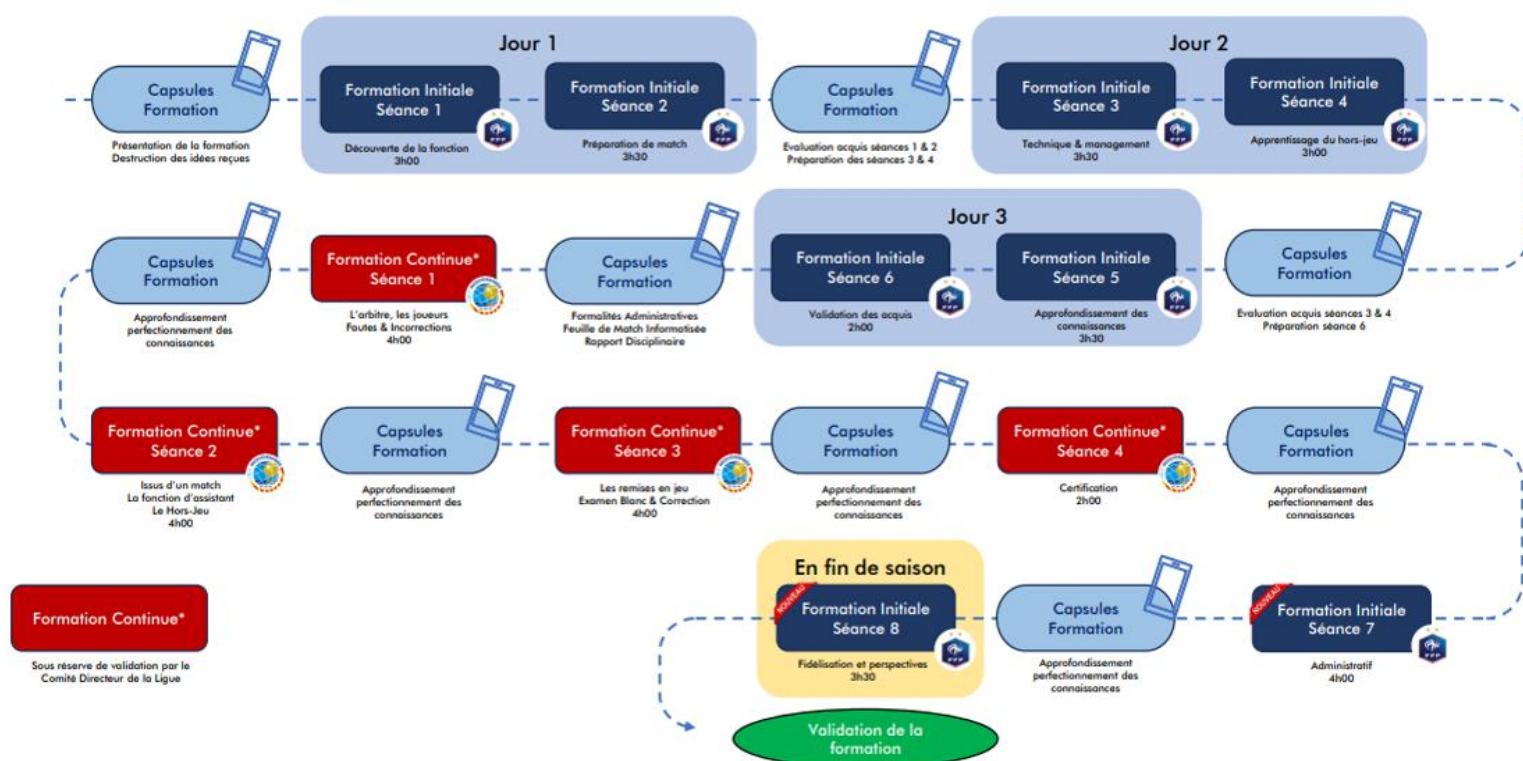 Jour 1
Jour 2
Capsules
Formation
Présentation de la formation
Destruction des idées reçues
Formation Initiale
Séance 1
FFF
Découverte de la fonction
3h00
Formation Initiale
Séance 2
FFF
Préparation de match
3h30
Capsules
Formation
Evaluation acquis séances 1 & 2
Préparation des séances 3 & 4
Formation Initiale
Séance 3
FFF
Technique & management
3h30
Formation Initiale
Séance 4
FFF
Apprentissage du hors-jeu
3h00
Jour 3
Capsules
Formation
Approfondissement
perfectionnement des
connaissances
Formation Continue*
Séance 1
L'arbitre, les joueurs
Fautes & Incorrections
4h00
Capsules
Formation
Formalités Administratives
Feuille de Match Informatisée
Rapport Disciplinaire
Formation Initiale
Séance 6
FFF
Validation des acquis
2h00
Formation Initiale
Séance 5
FFF
Approfondissement des
connaissances
3h30
Capsules
Formation
Evaluation acquis séances 3 & 4
Préparation séance 6
Formation Continue*
Séance 2
Issus d'un match
La fonction d'assistant
Le Hors-Jeu
4h00
Capsules
Formation
Approfondissement
perfectionnement des
connaissances
Formation Continue*
Séance 3
Les remises en jeu
Examen Blanc & Correction
4h00
Capsules
Formation
Approfondissement
perfectionnement des
connaissances
Formation Continue*
Séance 4
Certification
2h00
Capsules
Formation
Approfondissement
perfectionnement des
connaissances
Formation Continue*
Sous réserve de validation par le
Comité Directeur de la Ligue
En fin de saison
NOUVEAU
Formation Initiale
Séance 8
FFF
Fidélisation et perspectives
3h30
Capsules
Formation
Approfondissement
perfectionnement des
connaissances
NOUVEAU
Formation Initiale
Séance 7
FFF
Administratif
4h00
Validation de la
formation